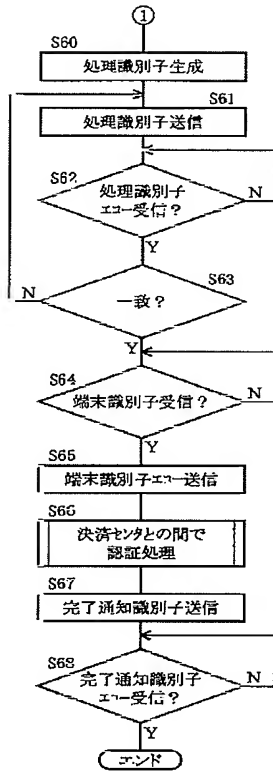 1
S60
処理識別子生成
S61
処理識別子送信
S62
処理識別子
エコー受信?
N
Y
S63
一致?
N
Y
S64
端末識別子受信?
N
Y
S65
端末識別子エコー送信
S66
決済センタとの間で
認証処理
S67
完了通知識別子送信
S68
完了通知識別子
エコー受信?
N
Y
エンド